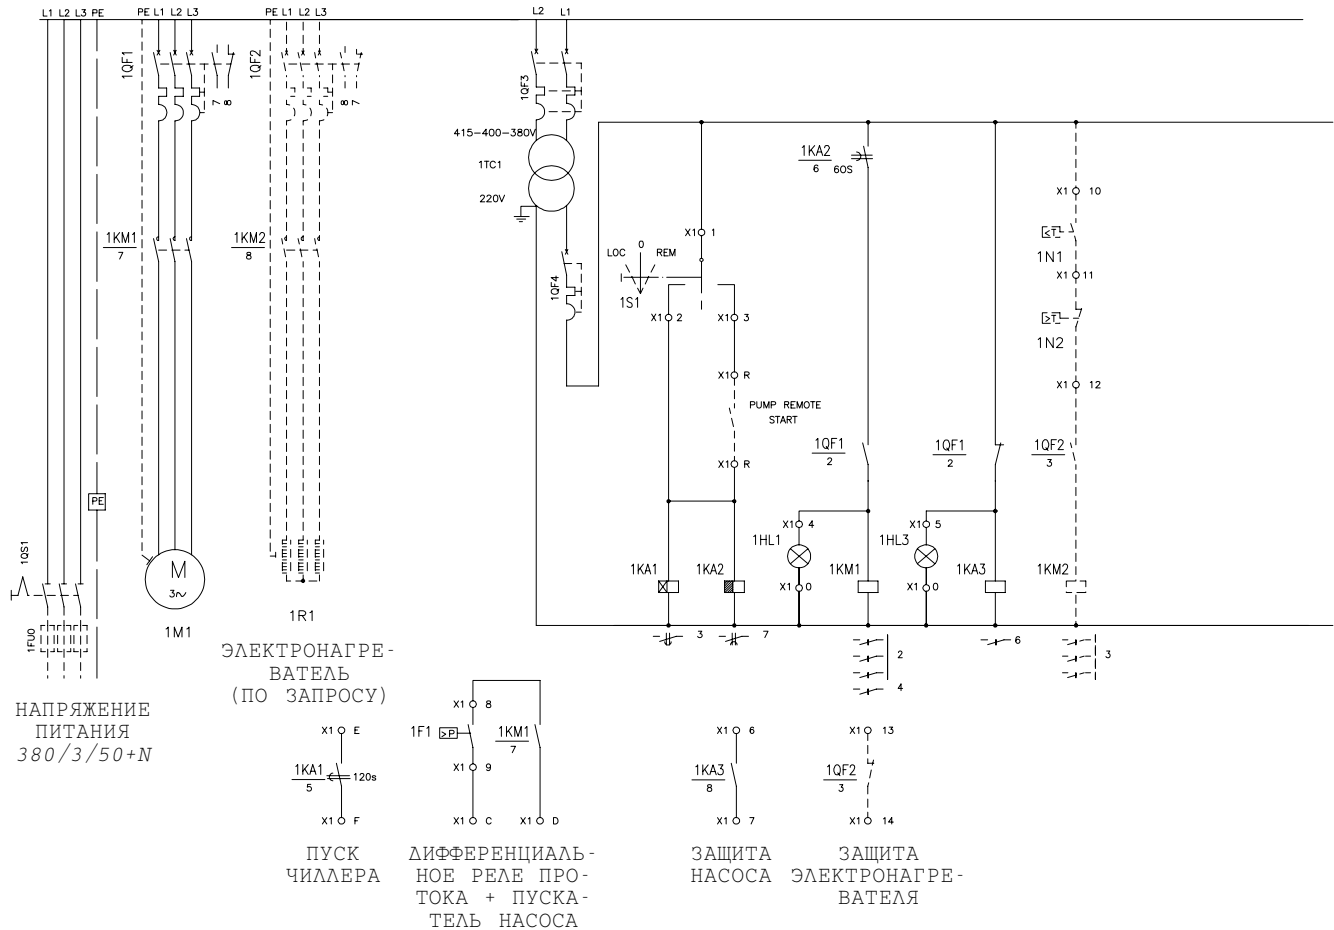 L1 L2 L3 PE
PE L1 L2 L3
PE L1 L2 L3
L2 L1
1QF1
7 8
1QF2
8 7
1QF3
415-400-380V
1TC1
220V
1KA2
6 60S
X1 10
1KM1
7
1KM2
8
X1 1
<T
1N1
LOC 0 REM
X1 11
1QF4
1S1
X1 2
X1 3
>T
1N2
X1 R
X1 12
PUMP REMOTE
START
1QF1
2
1QF1
2
1QF2
3
X1 R
PE
X1 4
X1 5
1QS1
1HL1
1HL3
M
3~
1KA1
1KA2
1KM1
1KA3
1KM2
X1 0
X1 0
1FU0
1M1
1R1
3
7
2
4
6
3
ЭЛЕКТРОНАГРЕ-
ВАТЕЛЬ
(ПО ЗАПРОСУ)
НАПРЯЖЕНИЕ
ПИТАНИЯ
380/3/50+N
X1 E
1KA1
5
120s
X1 F
ПУСК
ЧИЛЛЕРА
X1 8
1F1 >P
1KM1
7
X1 9
X1 C
X1 D
ДИФФЕРЕНЦИАЛЬ-
НОЕ РЕЛЕ ПРО-
ТОКА + ПУСКА-
ТЕЛЬ НАСОСА
X1 6
1KA3
8
X1 7
ЗАЩИТА
НАСОСА
X1 13
1QF2
3
X1 14
ЗАЩИТА
ЭЛЕКТРОНАГРЕ-
ВАТЕЛЯ